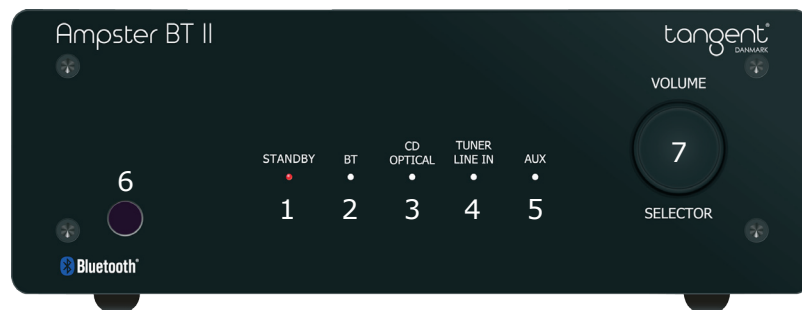 Ampster BT II
tangent®
DANMARK
VOLUME
7
SELECTOR
STANDBY
BT
CD
OPTICAL
TUNER
LINE IN
AUX
6
1 2 3 4 5
Bluetooth®